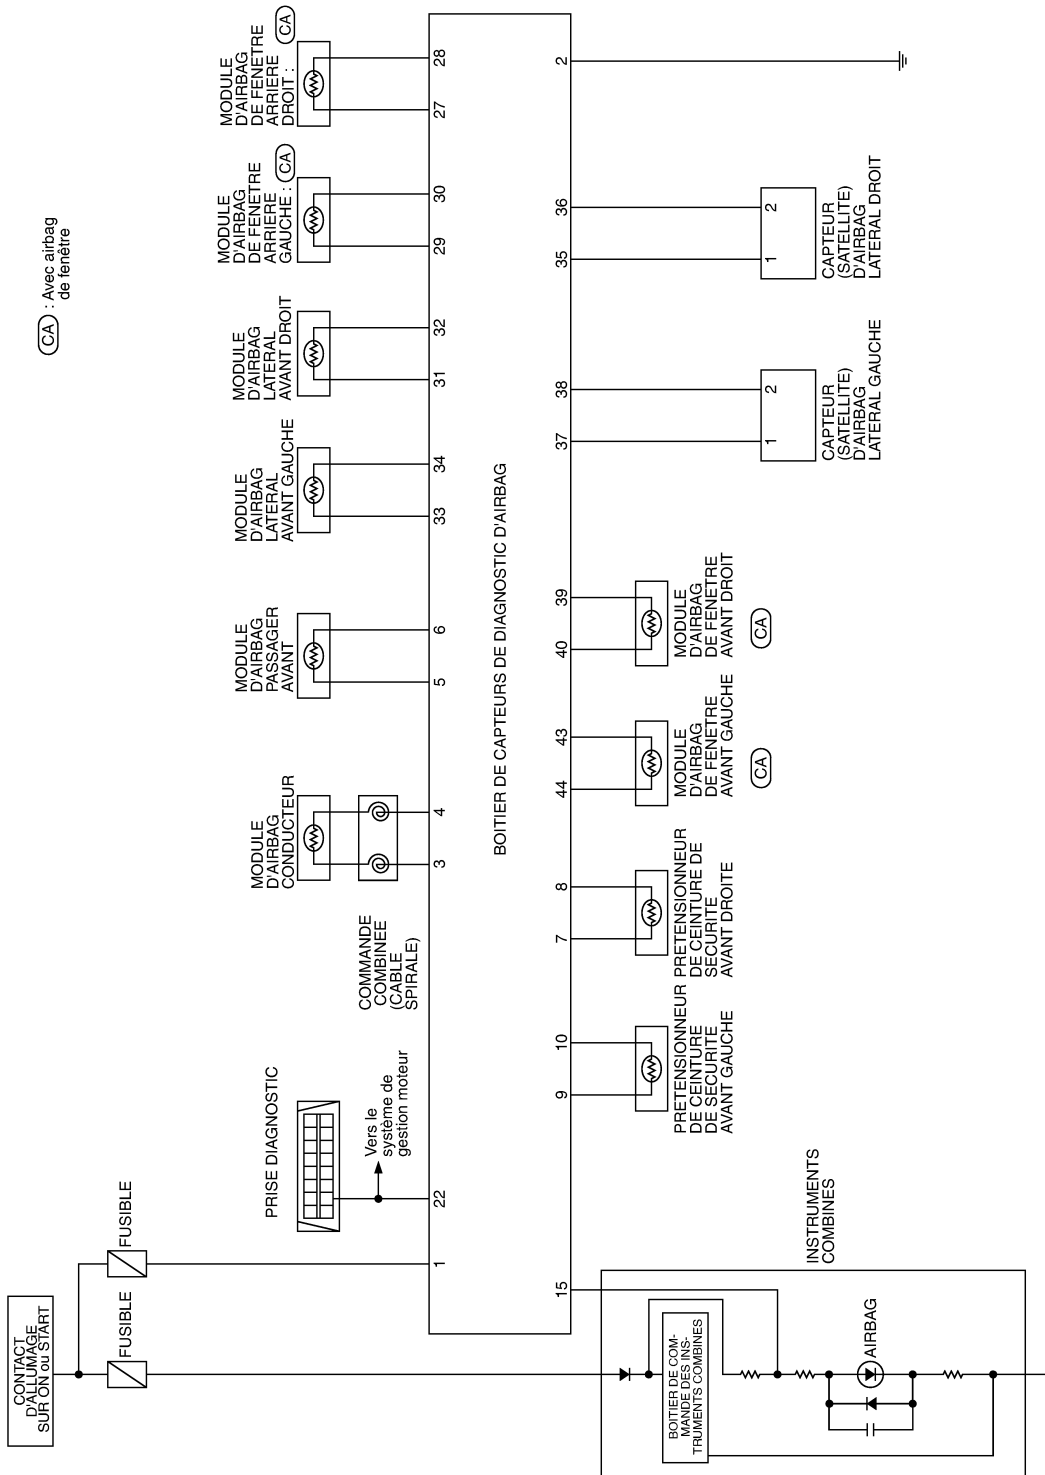 CA : Avec airbag
de fenêtre
CONTACT
D'ALLUMAGE
SUR ON ou START
FUSIBLE
FUSIBLE
PRISE DIAGNOSTIC
Vers le
système de
gestion moteur
COMMANDE
COMBINEE
(CABLE
SPIRALE)
MODULE
D'AIRBAG
CONDUCTEUR
MODULE
D'AIRBAG
PASSAGER
AVANT
MODULE
D'AIRBAG
LATERAL
AVANT GAUCHE
MODULE
D'AIRBAG
LATERAL
AVANT DROIT
MODULE
D'AIRBAG
DE FENETRE
ARRIERE
GAUCHE : CA
MODULE
D'AIRBAG
DE FENETRE
ARRIERE
DROIT : CA
1
22
3
4
5
6
33
34
31
32
29
30
27
28
BOITIER DE CAPTEURS DE DIAGNOSTIC D'AIRBAG
15
9
10
7
8
44
43
40
39
37
38
35
36
2
INSTRUMENTS
COMBINES
BOITIER DE COM-
MANDE DES INS-
TRUMENTS COMBINES
AIRBAG
PRETENSIONNEUR
DE CEINTURE
DE SECURITE
AVANT GAUCHE
PRETENSIONNEUR
DE CEINTURE DE
SECURITE
AVANT DROITE
MODULE
D'AIRBAG
DE FENETRE
AVANT GAUCHE
CA
MODULE
D'AIRBAG
DE FENETRE
AVANT DROIT
CA
1
2
CAPTEUR
(SATELLITE)
D'AIRBAG
LATERAL GAUCHE
1
2
CAPTEUR
(SATELLITE)
D'AIRBAG
LATERAL DROIT